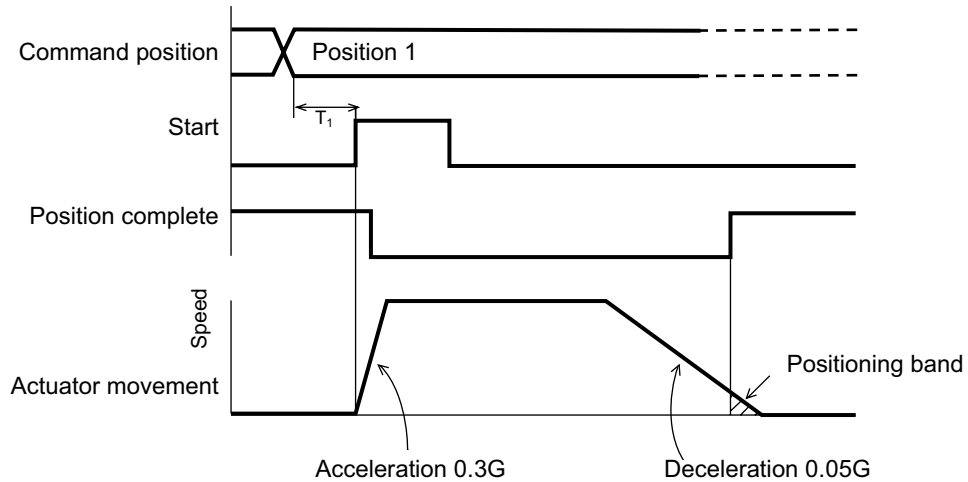 Command position
Position 1
T₁
Start
Position complete
Speed
Actuator movement
Positioning band
Acceleration 0.3G
Deceleration 0.05G